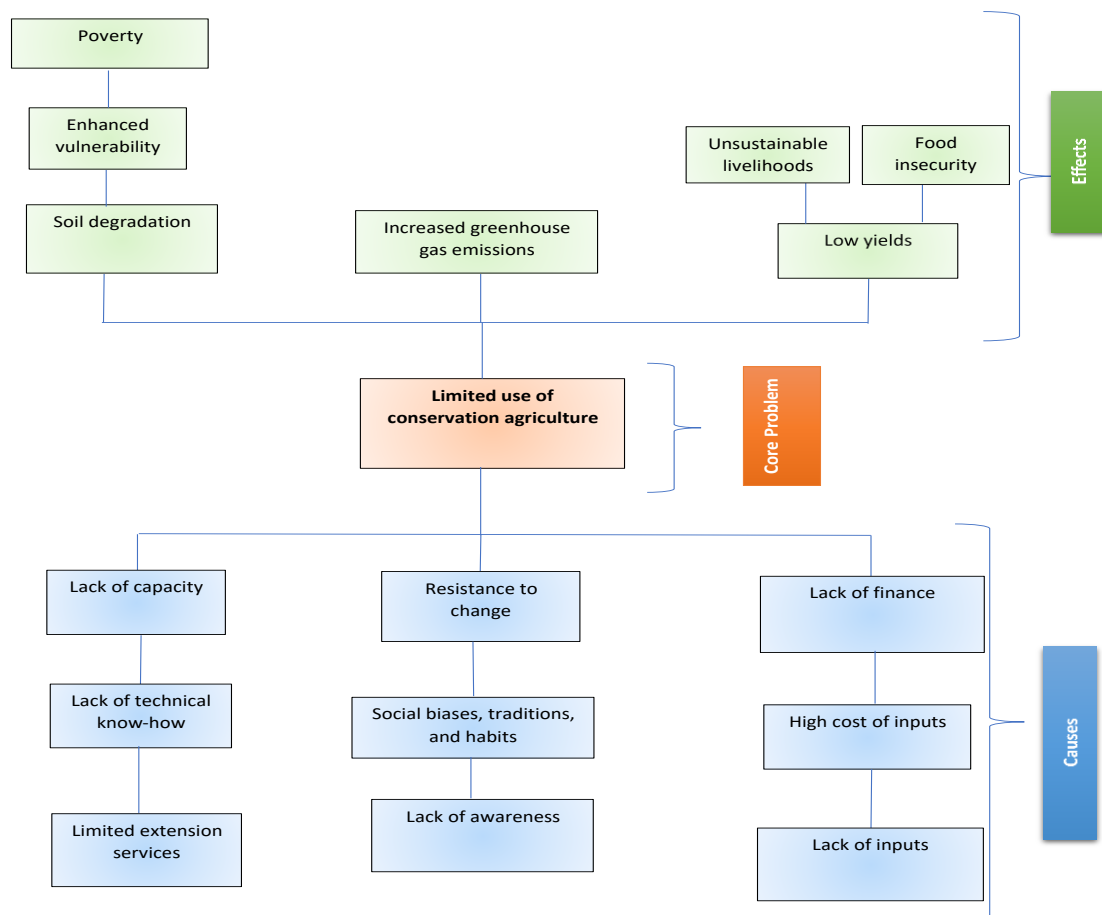 Poverty
Enhanced
vulnerability
Unsustainable
livelihoods
Food
insecurity
Effects
Soil degradation
Increased greenhouse
gas emissions
Low yields
Limited use of
conservation agriculture
Core Problem
Lack of capacity
Resistance to
change
Lack of finance
Lack of technical
know-how
Social biases, traditions,
and habits
High cost of inputs
Causes
Limited extension
services
Lack of awareness
Lack of inputs